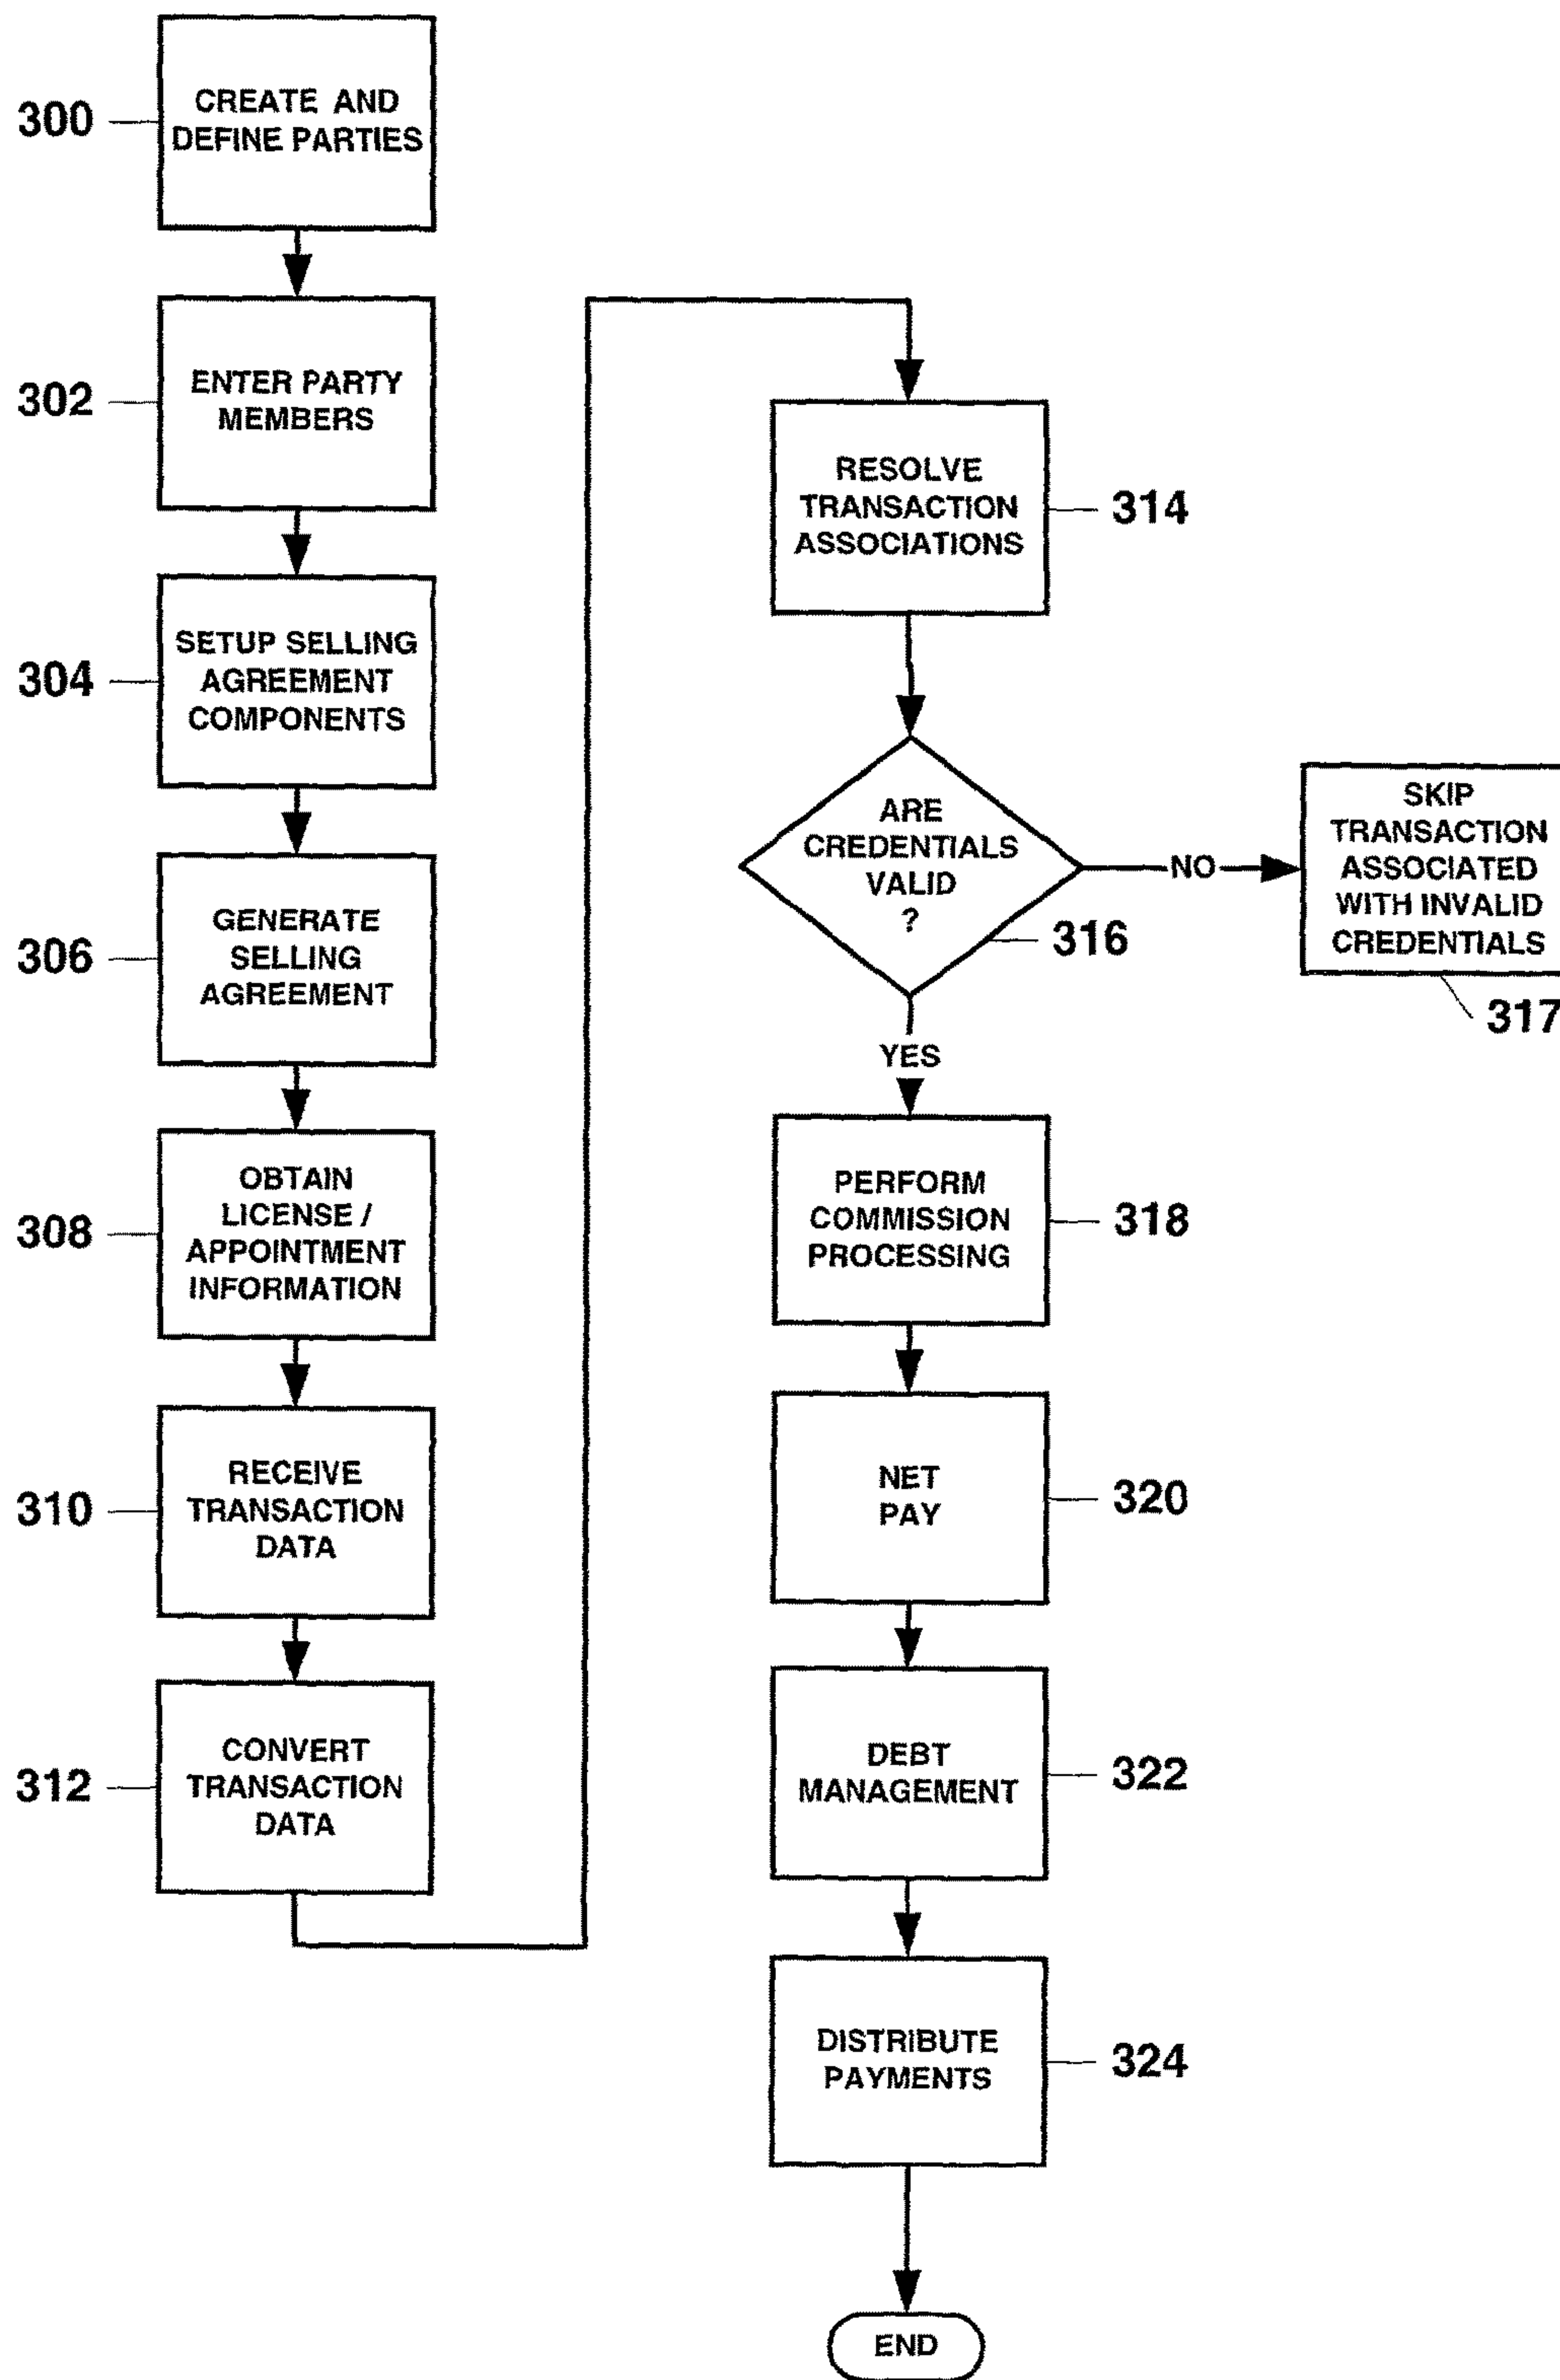 300
CREATE AND
DEFINE PARTIES
302
ENTER PARTY
MEMBERS
304
SETUP SELLING
AGREEMENT
COMPONENTS
306
GENERATE
SELLING
AGREEMENT
308
OBTAIN
LICENSE /
APPOINTMENT
INFORMATION
310
RECEIVE
TRANSACTION
DATA
312
CONVERT
TRANSACTION
DATA
RESOLVE
TRANSACTION
ASSOCIATIONS
314
ARE
CREDENTIALS
VALID
?
316
NO
SKIP
TRANSACTION
ASSOCIATED
WITH INVALID
CREDENTIALS
317
YES
PERFORM
COMMISSION
PROCESSING
318
NET
PAY
320
DEBT
MANAGEMENT
322
DISTRIBUTE
PAYMENTS
324
END